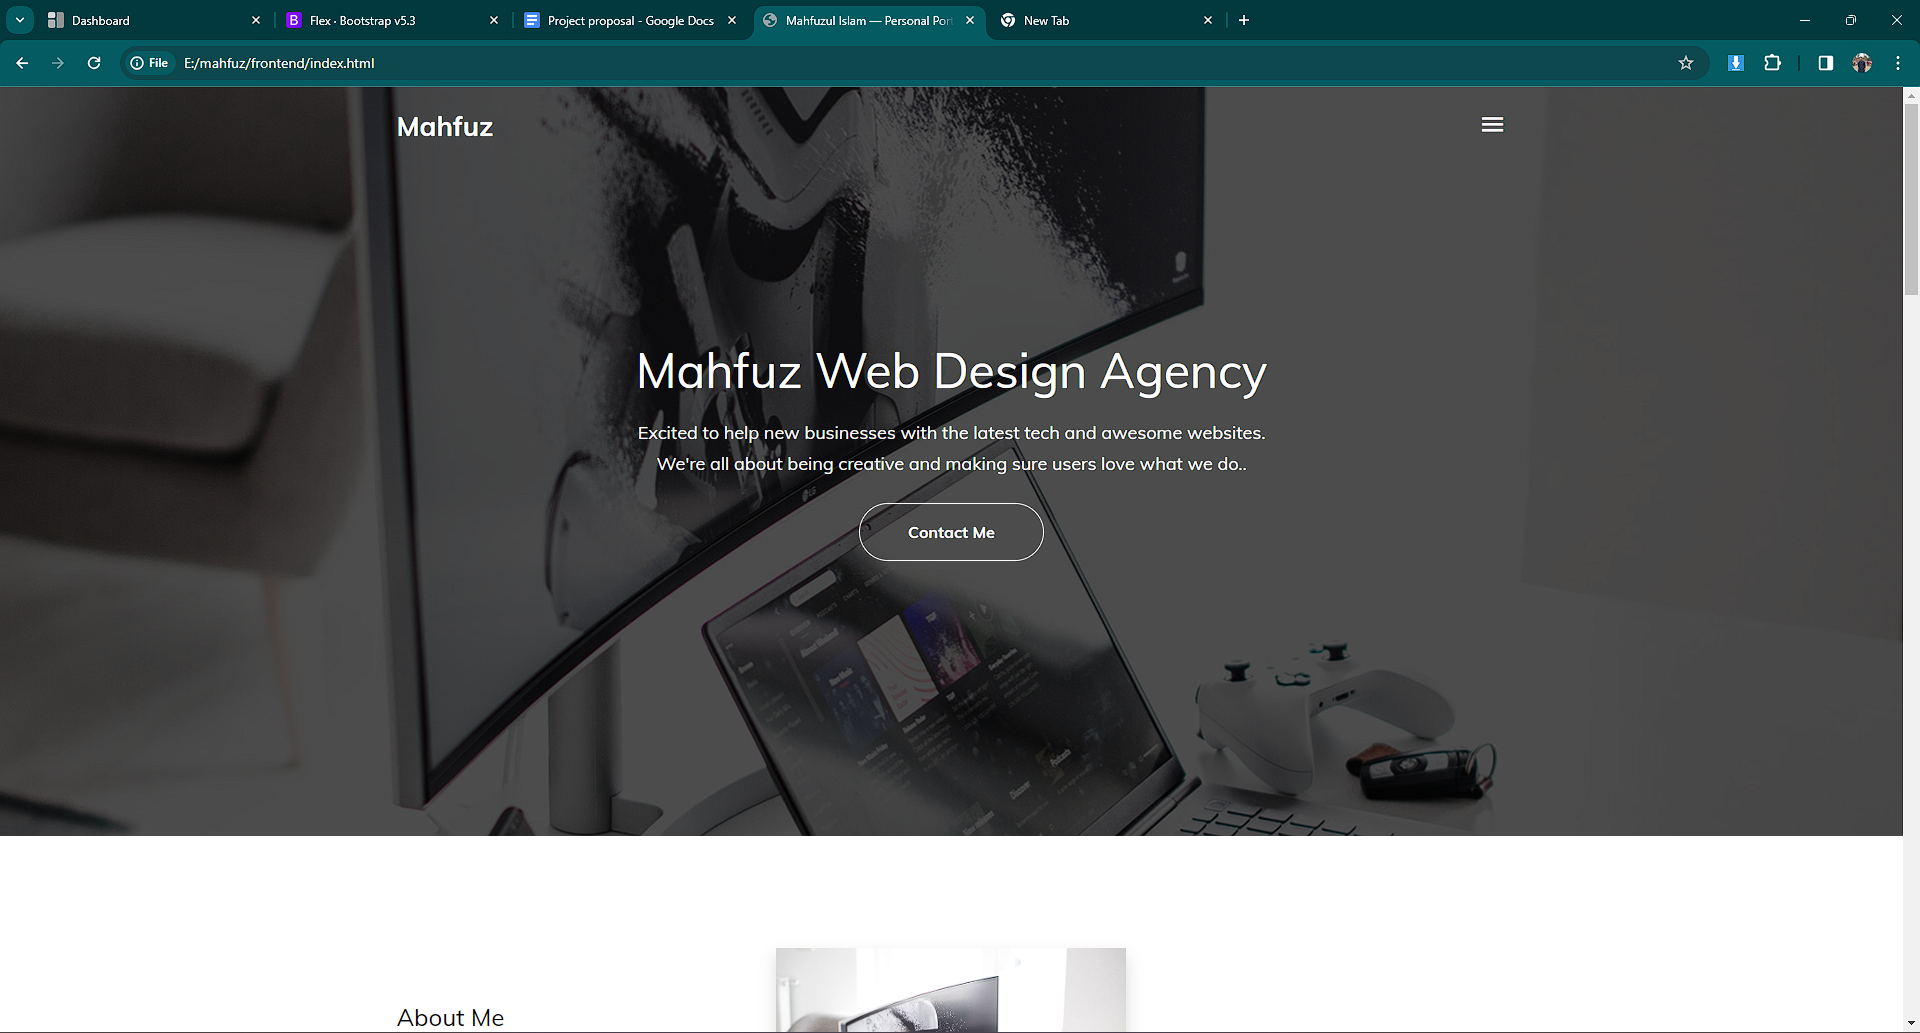 Dashboard
Flex · Bootstrap v5.3
Project proposal - Google Docs
Mahfuzul Islam — Personal Por
New Tab
File
E:/mahfuz/frontend/index.html
Mahfuz
Mahfuz Web Design Agency
Excited to help new businesses with the latest tech and awesome websites.
We're all about being creative and making sure users love what we do..
Contact Me
About Me